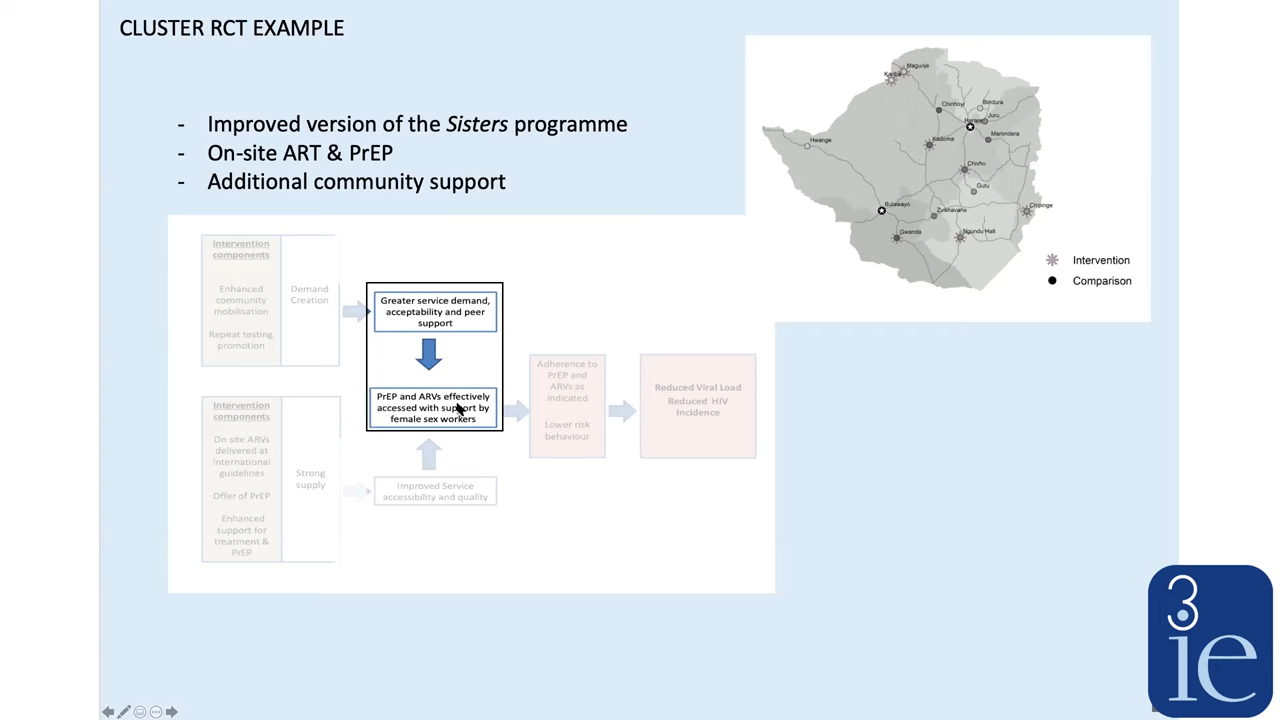 CLUSTER RCT EXAMPLE
- Improved version of the Sisters programme
- On-site ART & PrEP
- Additional community support
Intervention
components
Enhanced
community
mobilisation
Repeat testing
promotion
Demand
Creation
Greater service demand,
acceptability and peer
support
PrEP and ARVs effectively
accessed with support by
female sex workers
Intervention
components
On site ARVs
delivered at
international
guidelines
Offer of PrEP
Enhanced
support for
treatment &
PrEP
Strong
supply
Improved Service
accessibility and quality
Adherence to
PrEP and
ARVs as
indicated
Lower risk
behaviour
Reduced Viral Load
Reduced HIV
Incidence
Magunje
Kariba
Chinhoyi
Bindura
Juru
Harare
Marondera
Hwange
Kadoma
Chivhu
Gutu
Bulawayo
Zvishavane
Chipinge
Gwanda
Ngundu Halt
Intervention
Comparison
3ie